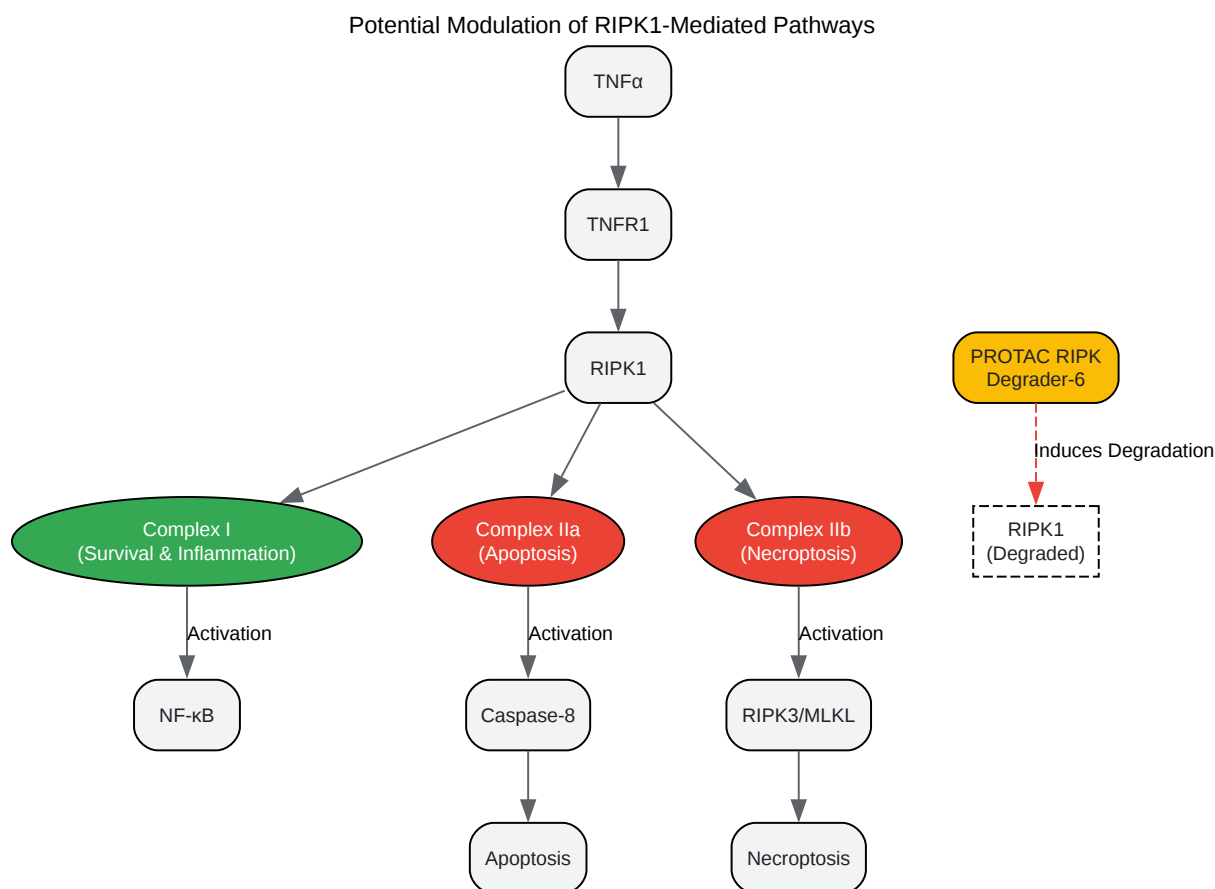 Potential Modulation of RIPK1-Mediated Pathways
TNFα
TNFR1
RIPK1
PROTAC RIPK
Degrader-6
Induces Degradation
Complex I
(Survival & Inflammation)
Complex IIa
(Apoptosis)
Complex IIb
(Necroptosis)
RIPK1
(Degraded)
Activation
Activation
Activation
NF-κB
Caspase-8
RIPK3/MLKL
Apoptosis
Necroptosis